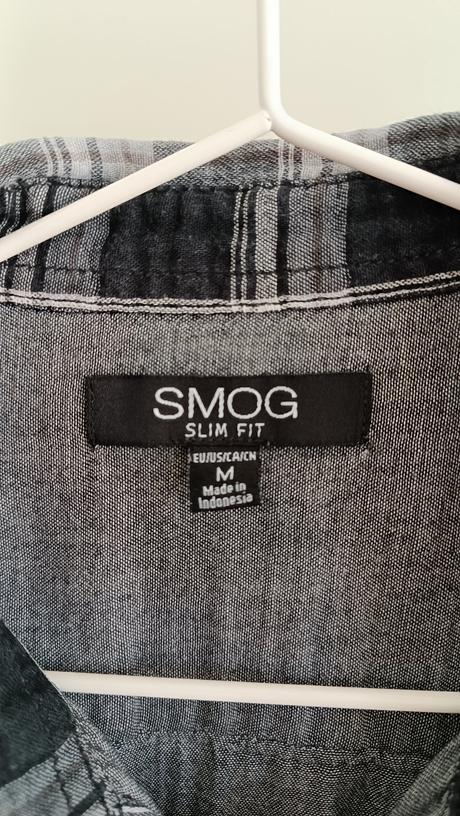 SMOG
SLIM FIT
EU/US/CA/CN
M
Made in
Indonesia